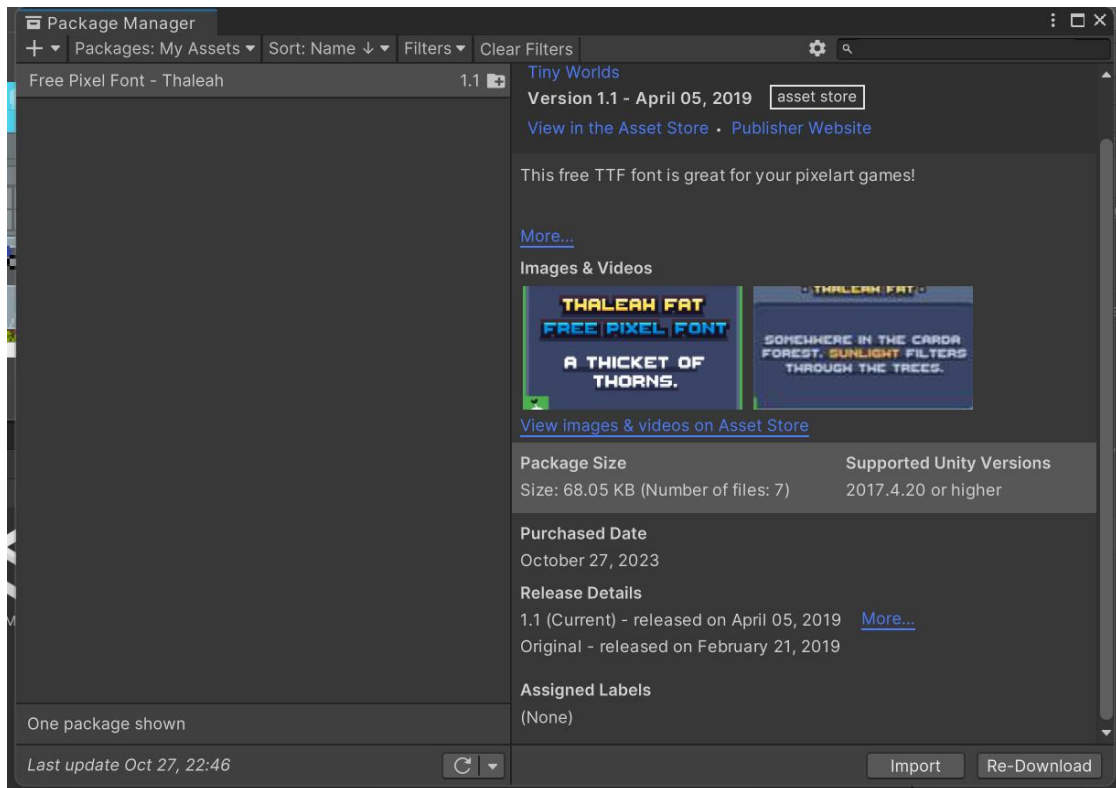 Package Manager
Packages: My Assets Sort: Name ↓ Filters Clear Filters
Free Pixel Font - Thaleah 1.1
One package shown
Last update Oct 27, 22:46
Tiny Worlds
Version 1.1 - April 05, 2019 asset store
View in the Asset Store • Publisher Website
This free TTF font is great for your pixelart games!
More...
Images & Videos
THALEAH FAT
FREE PIXEL FONT
A THICKET OF
THORNS.
THALEAH FAT
SOMEWHERE IN THE CARDA
FOREST. SUNLIGHT FILTERS
THROUGH THE TREES.
View images & videos on Asset Store
Package Size Supported Unity Versions
Size: 68.05 KB (Number of files: 7) 2017.4.20 or higher
Purchased Date
October 27, 2023
Release Details
1.1 (Current) - released on April 05, 2019 More...
Original - released on February 21, 2019
Assigned Labels
(None)
Import Re-Download